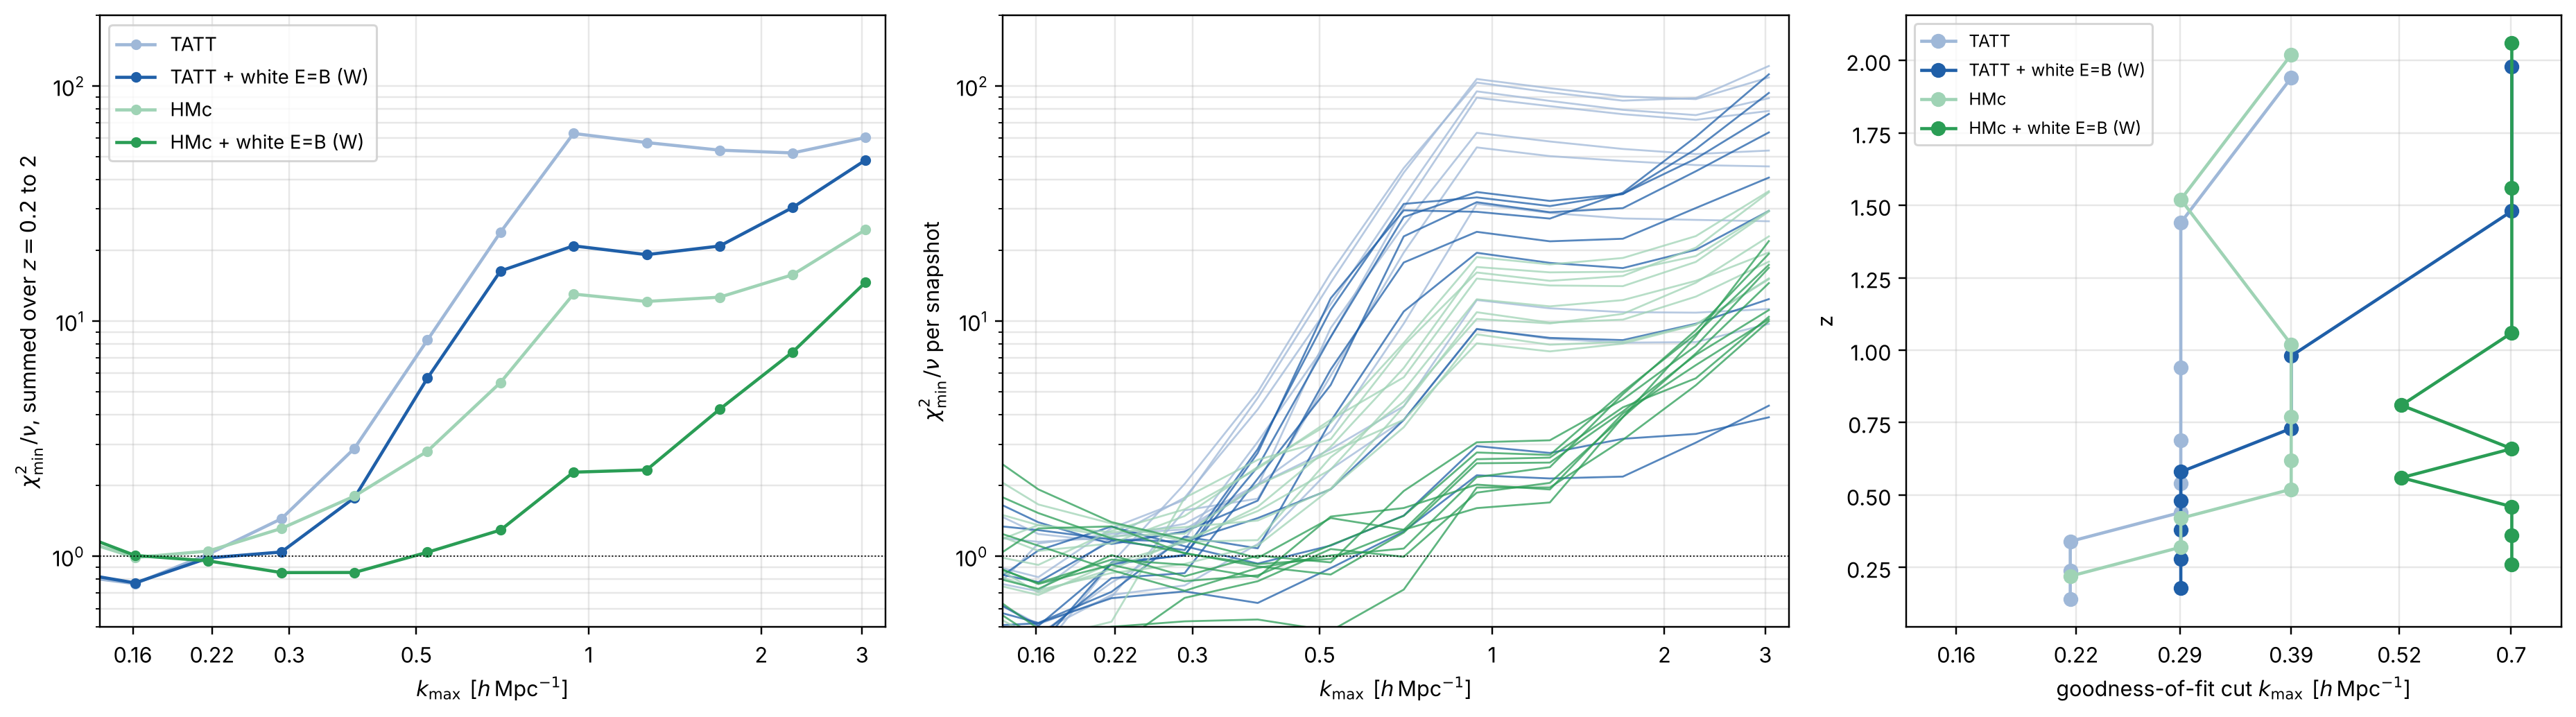 TATT
TATT + white E=B (W)
HMc
HMc + white E=B (W)
10²
10¹
10⁰
χ²min/ν, summed over z = 0.2 to 2
0.16 0.22 0.3 0.5 1 2 3
kmax [h Mpc⁻¹]
10²
10¹
10⁰
χ²min/ν per snapshot
0.16 0.22 0.3 0.5 1 2 3
kmax [h Mpc⁻¹]
TATT
TATT + white E=B (W)
HMc
HMc + white E=B (W)
2.00
1.75
1.50
1.25
1.00
0.75
0.50
0.25
z
0.16 0.22 0.29 0.39 0.52 0.7
goodness-of-fit cut kmax [h Mpc⁻¹]